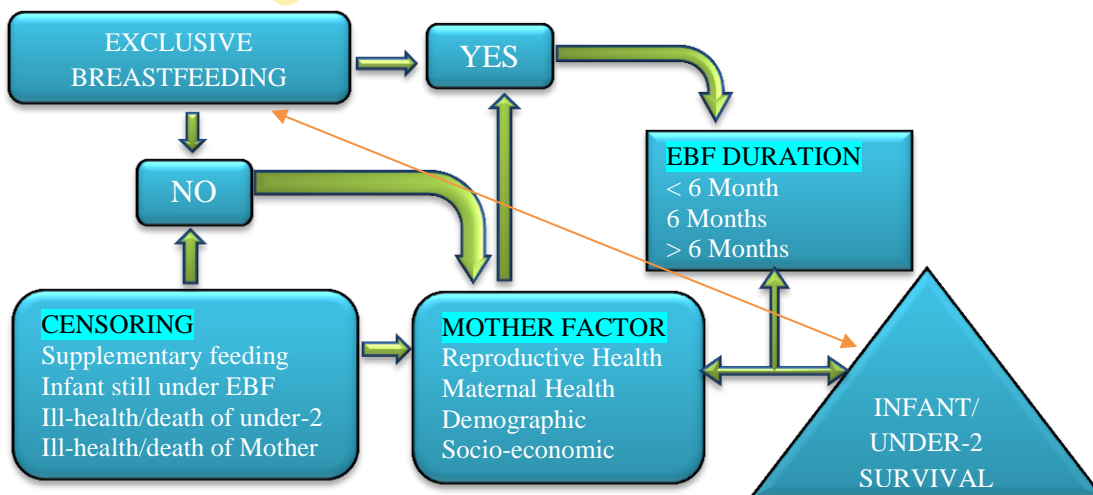 EXCLUSIVE
BREASTFEEDING
YES
NO
EBF DURATION
< 6 Month
6 Months
> 6 Months
CENSORING
Supplementary feeding
Infant still under EBF
Ill-health/death of under-2
Ill-health/death of Mother
MOTHER FACTOR
Reproductive Health
Maternal Health
Demographic
Socio-economic
INFANT/
UNDER-2
SURVIVAL